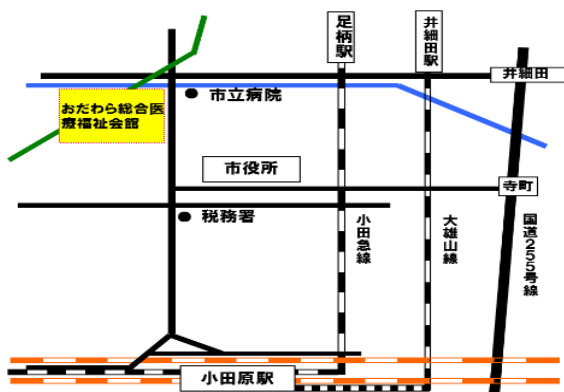 足柄駅
井細田駅
井細田
市立病院
おだわら総合医
療福祉会館
市役所
寺町
税務署
小田急線
大雄山線
国道255号線
小田原駅